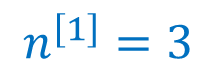 n^[1] = 3